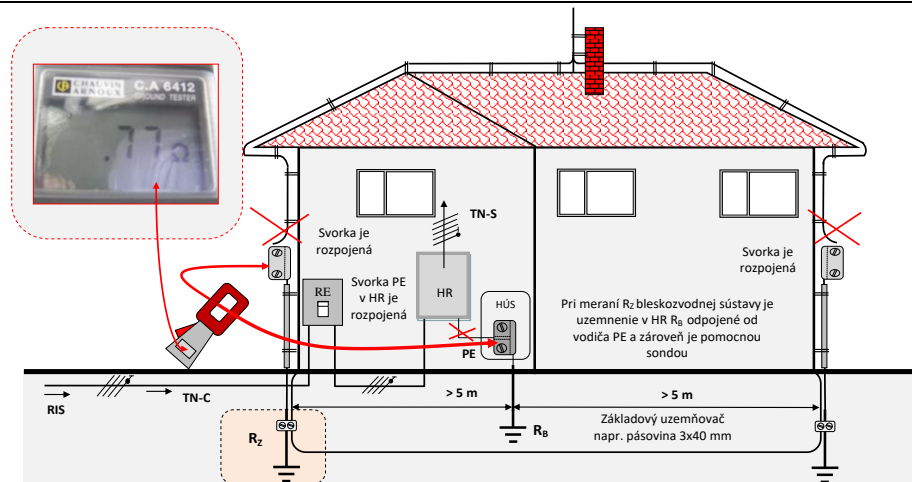 CHAUVIN
ARNOUX
C.A 6412
GROUND TESTER
.77
TN-S
Svorka je
rozpojená
Svorka PE
v HR je
rozpojená
RE
HR
HÚS
PE
Svorka je
rozpojená
Pri meraní RZ bleskozvodnej sústavy je
uzemnenie v HR RB odpojené od
vodiča PE a zároveň je pomocnou
sondou
RIS
TN-C
> 5 m
> 5 m
RZ
RB
Základový uzemňovač
napr. pásovina 3x40 mm